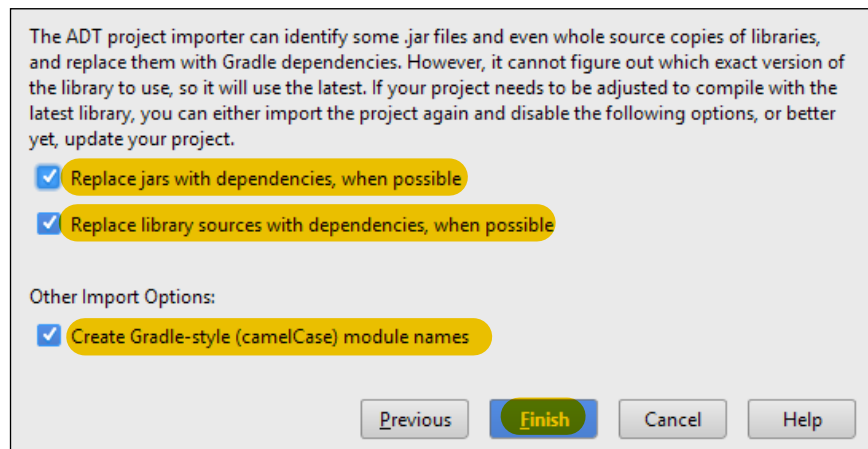 The ADT project importer can identify some .jar files and even whole source copies of libraries,
and replace them with Gradle dependencies. However, it cannot figure out which exact version of
the library to use, so it will use the latest. If your project needs to be adjusted to compile with the
latest library, you can either import the project again and disable the following options, or better
yet, update your project.
Replace jars with dependencies, when possible
Replace library sources with dependencies, when possible
Other Import Options:
Create Gradle-style (camelCase) module names
Previous Finish Cancel Help